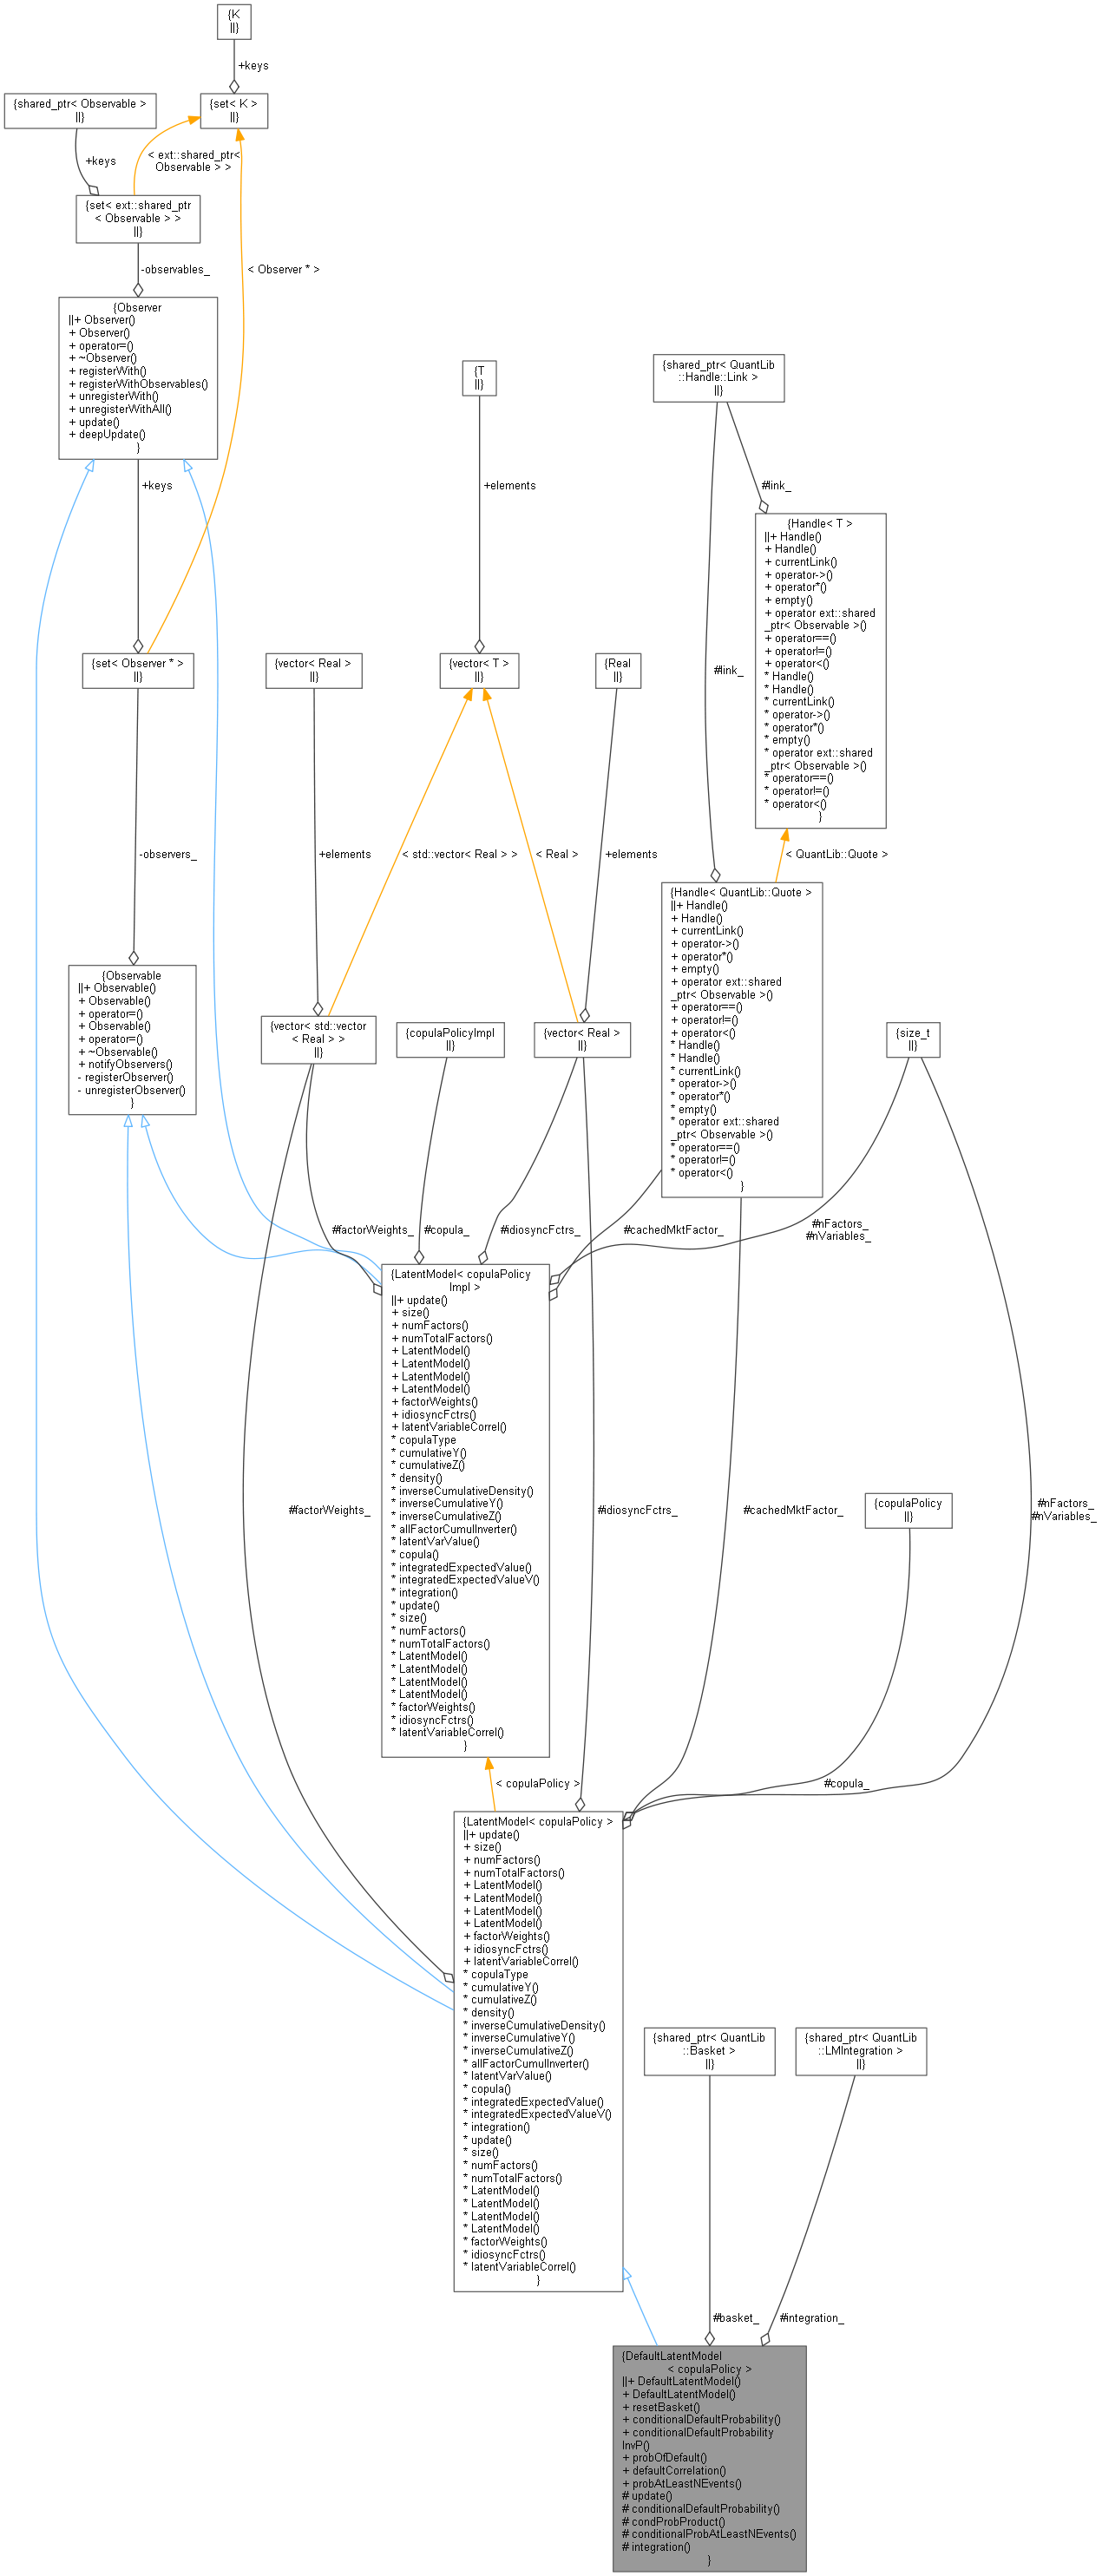 {K
||}
+keys
{shared_ptr< Observable >
||}
{set< K >
||}
+keys
< ext::shared_ptr<
Observable > >
{set< ext::shared_ptr
< Observable > >
||}
-observables_
< Observer * >
{Observer
||+ Observer()
+ Observer()
+ operator=()
+ ~Observer()
+ registerWith()
+ registerWithObservables()
+ unregisterWith()
+ unregisterWithAll()
+ update()
+ deepUpdate()
}
{T
||}
{shared_ptr< QuantLib
::Handle::Link >
||}
+keys
+elements
#link_
{Handle< T >
||+ Handle()
+ Handle()
+ currentLink()
+ operator->()
+ operator*()
+ empty()
+ operator ext::shared
_ptr< Observable >()
+ operator==()
+ operator!=()
+ operator<()
* Handle()
* Handle()
* currentLink()
* operator->()
* operator*()
* empty()
* operator ext::shared
_ptr< Observable >()
* operator==()
* operator!=()
* operator<()
}
{set< Observer * >
||}
{vector< Real >
||}
{vector< T >
||}
{Real
||}
#link_
-observers_
+elements
< std::vector< Real > >
< Real >
+elements
< QuantLib::Quote >
{Handle< QuantLib::Quote >
||+ Handle()
+ Handle()
+ currentLink()
+ operator->()
+ operator*()
+ empty()
+ operator ext::shared
_ptr< Observable >()
+ operator==()
+ operator!=()
+ operator<()
* Handle()
* Handle()
* currentLink()
* operator->()
* operator*()
* empty()
* operator ext::shared
_ptr< Observable >()
* operator==()
* operator!=()
* operator<()
}
{Observable
||+ Observable()
+ Observable()
+ operator=()
+ Observable()
+ operator=()
+ ~Observable()
+ notifyObservers()
- registerObserver()
- unregisterObserver()
}
{vector< std::vector
< Real > >
||}
{copulaPolicyImpl
||}
{vector< Real >
||}
{size_t
||}
#factorWeights_
#copula_
#idiosyncFctrs_
#cachedMktFactor_
#nFactors_
#nVariables_
{LatentModel< copulaPolicy
Impl >
||+ update()
+ size()
+ numFactors()
+ numTotalFactors()
+ LatentModel()
+ LatentModel()
+ LatentModel()
+ LatentModel()
+ factorWeights()
+ idiosyncFctrs()
+ latentVariableCorrel()
* copulaType
* cumulativeY()
* cumulativeZ()
* density()
* inverseCumulativeDensity()
* inverseCumulativeY()
* inverseCumulativeZ()
* allFactorCumulInverter()
* latentVarValue()
* copula()
* integratedExpectedValue()
* integratedExpectedValueV()
* integration()
* update()
* size()
* numFactors()
* numTotalFactors()
* LatentModel()
* LatentModel()
* LatentModel()
* LatentModel()
* factorWeights()
* idiosyncFctrs()
* latentVariableCorrel()
}
#factorWeights_
#idiosyncFctrs_
#cachedMktFactor_
{copulaPolicy
||}
#nFactors_
#nVariables_
< copulaPolicy >
#copula_
{LatentModel< copulaPolicy >
||+ update()
+ size()
+ numFactors()
+ numTotalFactors()
+ LatentModel()
+ LatentModel()
+ LatentModel()
+ LatentModel()
+ factorWeights()
+ idiosyncFctrs()
+ latentVariableCorrel()
* copulaType
* cumulativeY()
* cumulativeZ()
* density()
* inverseCumulativeDensity()
* inverseCumulativeY()
* inverseCumulativeZ()
* allFactorCumulInverter()
* latentVarValue()
* copula()
* integratedExpectedValue()
* integratedExpectedValueV()
* integration()
* update()
* size()
* numFactors()
* numTotalFactors()
* LatentModel()
* LatentModel()
* LatentModel()
* LatentModel()
* factorWeights()
* idiosyncFctrs()
* latentVariableCorrel()
}
{shared_ptr< QuantLib
::Basket >
||}
{shared_ptr< QuantLib
::LMIntegration >
||}
#basket_
#integration_
{DefaultLatentModel
< copulaPolicy >
||+ DefaultLatentModel()
+ DefaultLatentModel()
+ resetBasket()
+ conditionalDefaultProbability()
+ conditionalDefaultProbability
InvP()
+ probOfDefault()
+ defaultCorrelation()
+ probAtLeastNEvents()
# update()
# conditionalDefaultProbability()
# condProbProduct()
# conditionalProbAtLeastNEvents()
# integration()
}